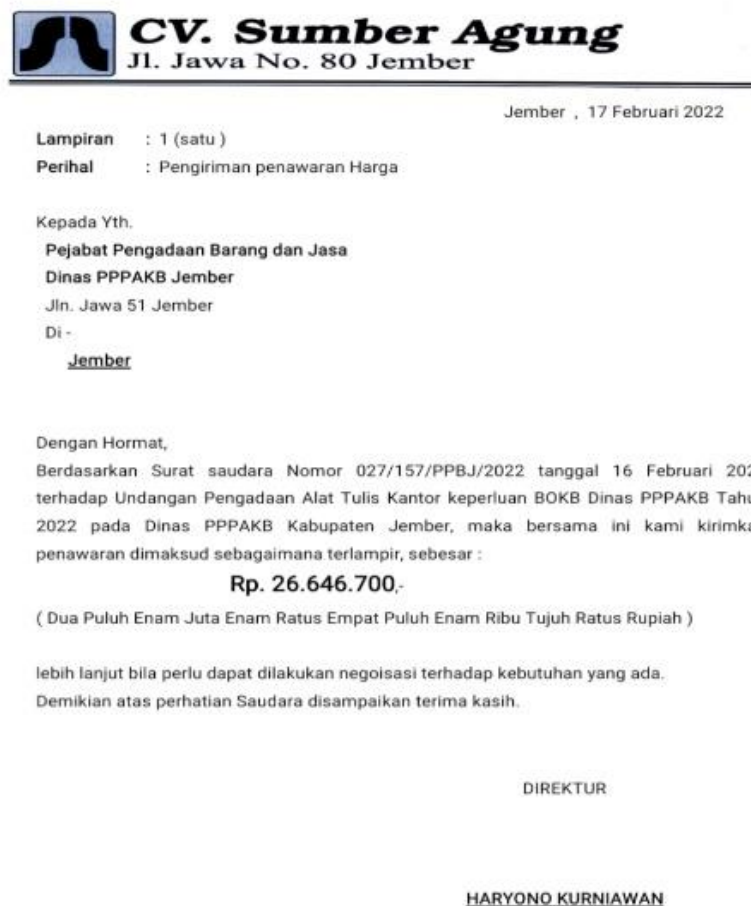 CV. Sumber Agung
Jl. Jawa No. 80 Jember
Jember , 17 Februari 2022
Lampiran : 1 (satu )
Perihal : Pengiriman penawaran Harga
Kepada Yth.
Pejabat Pengadaan Barang dan Jasa
Dinas PPPAKB Jember
Jln. Jawa 51 Jember
Di -
Jember
Dengan Hormat,
Berdasarkan Surat saudara Nomor 027/157/PPBJ/2022 tanggal 16 Februari 202
terhadap Undangan Pengadaan Alat Tulis Kantor keperluan BOKB Dinas PPPAKB Tahu
2022 pada Dinas PPPAKB Kabupaten Jember, maka bersama ini kami kirimka
penawaran dimaksud sebagaimana terlampir, sebesar :
Rp. 26.646.700,-
( Dua Puluh Enam Juta Enam Ratus Empat Puluh Enam Ribu Tujuh Ratus Rupiah )
lebih lanjut bila perlu dapat dilakukan negoisasi terhadap kebutuhan yang ada.
Demikian atas perhatian Saudara disampaikan terima kasih.
DIREKTUR
HARYONO KURNIAWAN